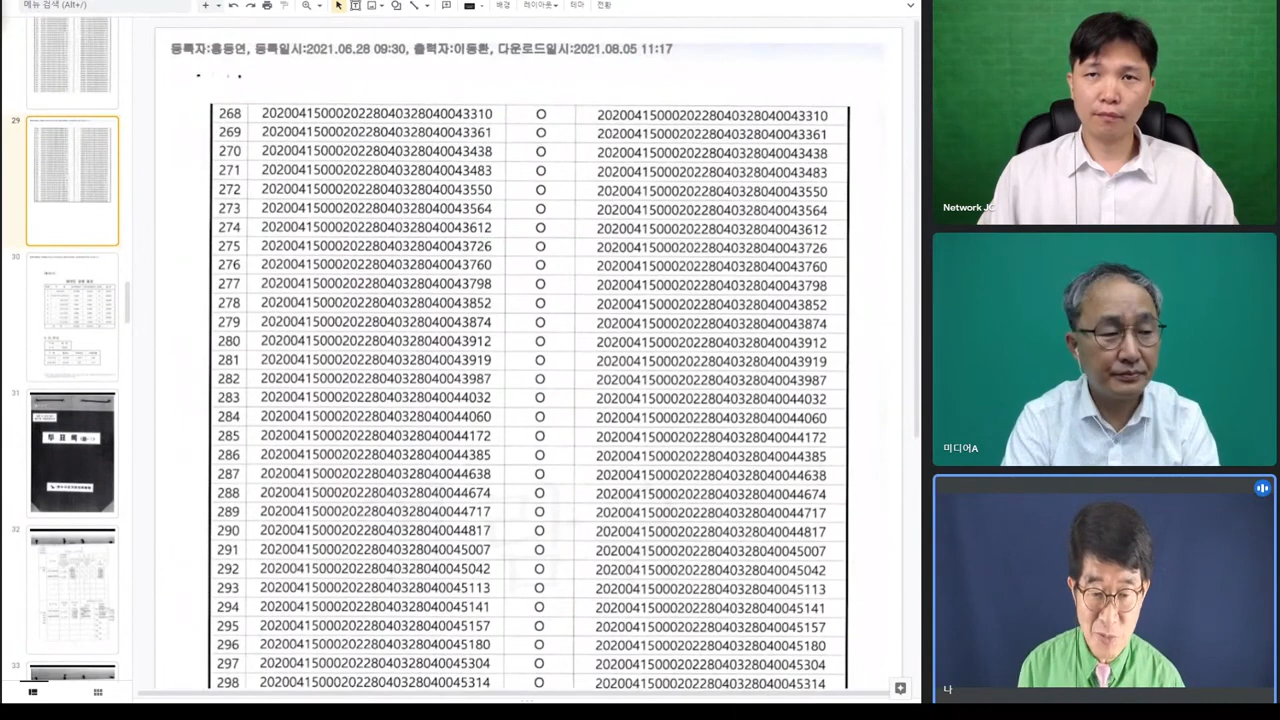 메뉴 검색 (Alt+/)
배경 레이아웃 테마 전환
등록자:홍동연, 등록일시:2021.06.28 09:30, 출력자:이동환, 다운로드일시:2021.08.05 11:17
268 2020041500020228040328040043310 O 2020041500020228040328040043310
269 2020041500020228040328040043361 O 2020041500020228040328040043361
270 2020041500020228040328040043438 O 2020041500020228040328040043438
271 2020041500020228040328040043483 O 2020041500020228040328040043483
272 2020041500020228040328040043550 O 2020041500020228040328040043550
273 2020041500020228040328040043564 O 2020041500020228040328040043564
274 2020041500020228040328040043612 O 2020041500020228040328040043612
275 2020041500020228040328040043726 O 2020041500020228040328040043726
276 2020041500020228040328040043760 O 2020041500020228040328040043760
277 2020041500020228040328040043798 O 2020041500020228040328040043798
278 2020041500020228040328040043852 O 2020041500020228040328040043852
279 2020041500020228040328040043874 O 2020041500020228040328040043874
280 2020041500020228040328040043912 O 2020041500020228040328040043912
281 2020041500020228040328040043919 O 2020041500020228040328040043919
282 2020041500020228040328040043987 O 2020041500020228040328040043987
283 2020041500020228040328040044032 O 2020041500020228040328040044032
284 2020041500020228040328040044060 O 2020041500020228040328040044060
285 2020041500020228040328040044172 O 2020041500020228040328040044172
286 2020041500020228040328040044385 O 2020041500020228040328040044385
287 2020041500020228040328040044638 O 2020041500020228040328040044638
288 2020041500020228040328040044674 O 2020041500020228040328040044674
289 2020041500020228040328040044717 O 2020041500020228040328040044717
290 2020041500020228040328040044817 O 2020041500020228040328040044817
291 2020041500020228040328040045007 O 2020041500020228040328040045007
292 2020041500020228040328040045042 O 2020041500020228040328040045042
293 2020041500020228040328040045113 O 2020041500020228040328040045113
294 2020041500020228040328040045141 O 2020041500020228040328040045141
295 2020041500020228040328040045157 O 2020041500020228040328040045157
296 2020041500020228040328040045180 O 2020041500020228040328040045180
297 2020041500020228040328040045304 O 2020041500020228040328040045304
298 2020041500020228040328040045314 O 2020041500020228040328040045314
29
30
31
투 표 록
32
33
Network JC
미디어A
나